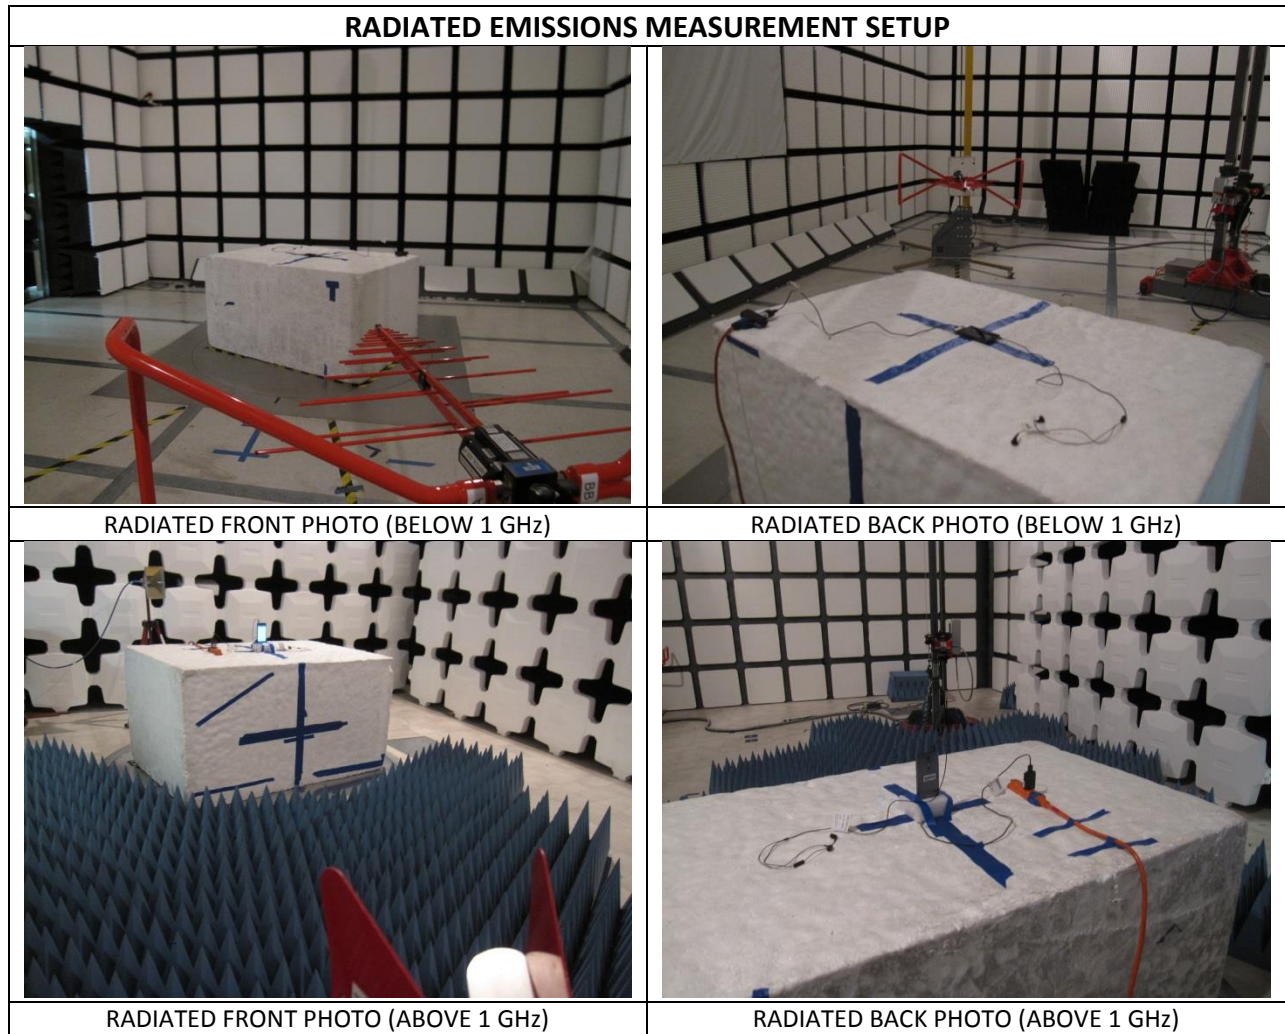 RADIATED EMISSIONS MEASUREMENT SETUP
RADIATED FRONT PHOTO (BELOW 1 GHz)
RADIATED BACK PHOTO (BELOW 1 GHz)
RADIATED FRONT PHOTO (ABOVE 1 GHz)
RADIATED BACK PHOTO (ABOVE 1 GHz)